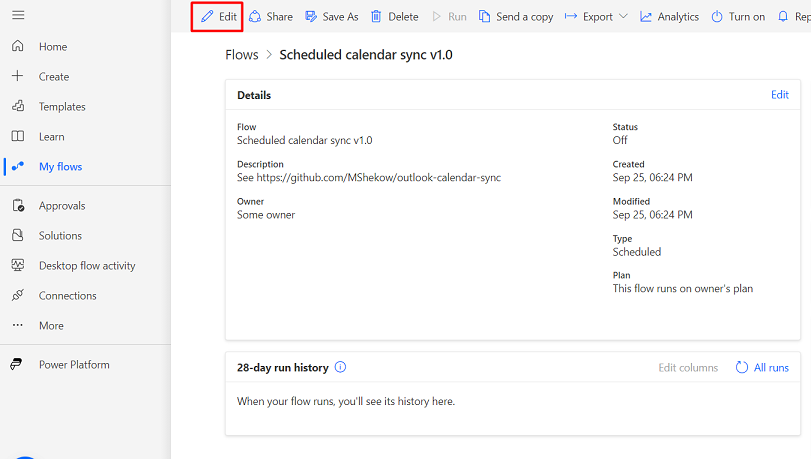 Edit Share Save As Delete Run Send a copy Export Analytics Turn on Rep
Home
Create
Templates
Learn
My flows
Approvals
Solutions
Desktop flow activity
Connections
More
Power Platform
Flows > Scheduled calendar sync v1.0
Details Edit
Flow
Scheduled calendar sync v1.0
Description
See https://github.com/MShekow/outlook-calendar-sync
Owner
Some owner
Status
Off
Created
Sep 25, 06:24 PM
Modified
Sep 25, 06:24 PM
Type
Scheduled
Plan
This flow runs on owner's plan
28-day run history Edit columns All runs
When your flow runs, you'll see its history here.